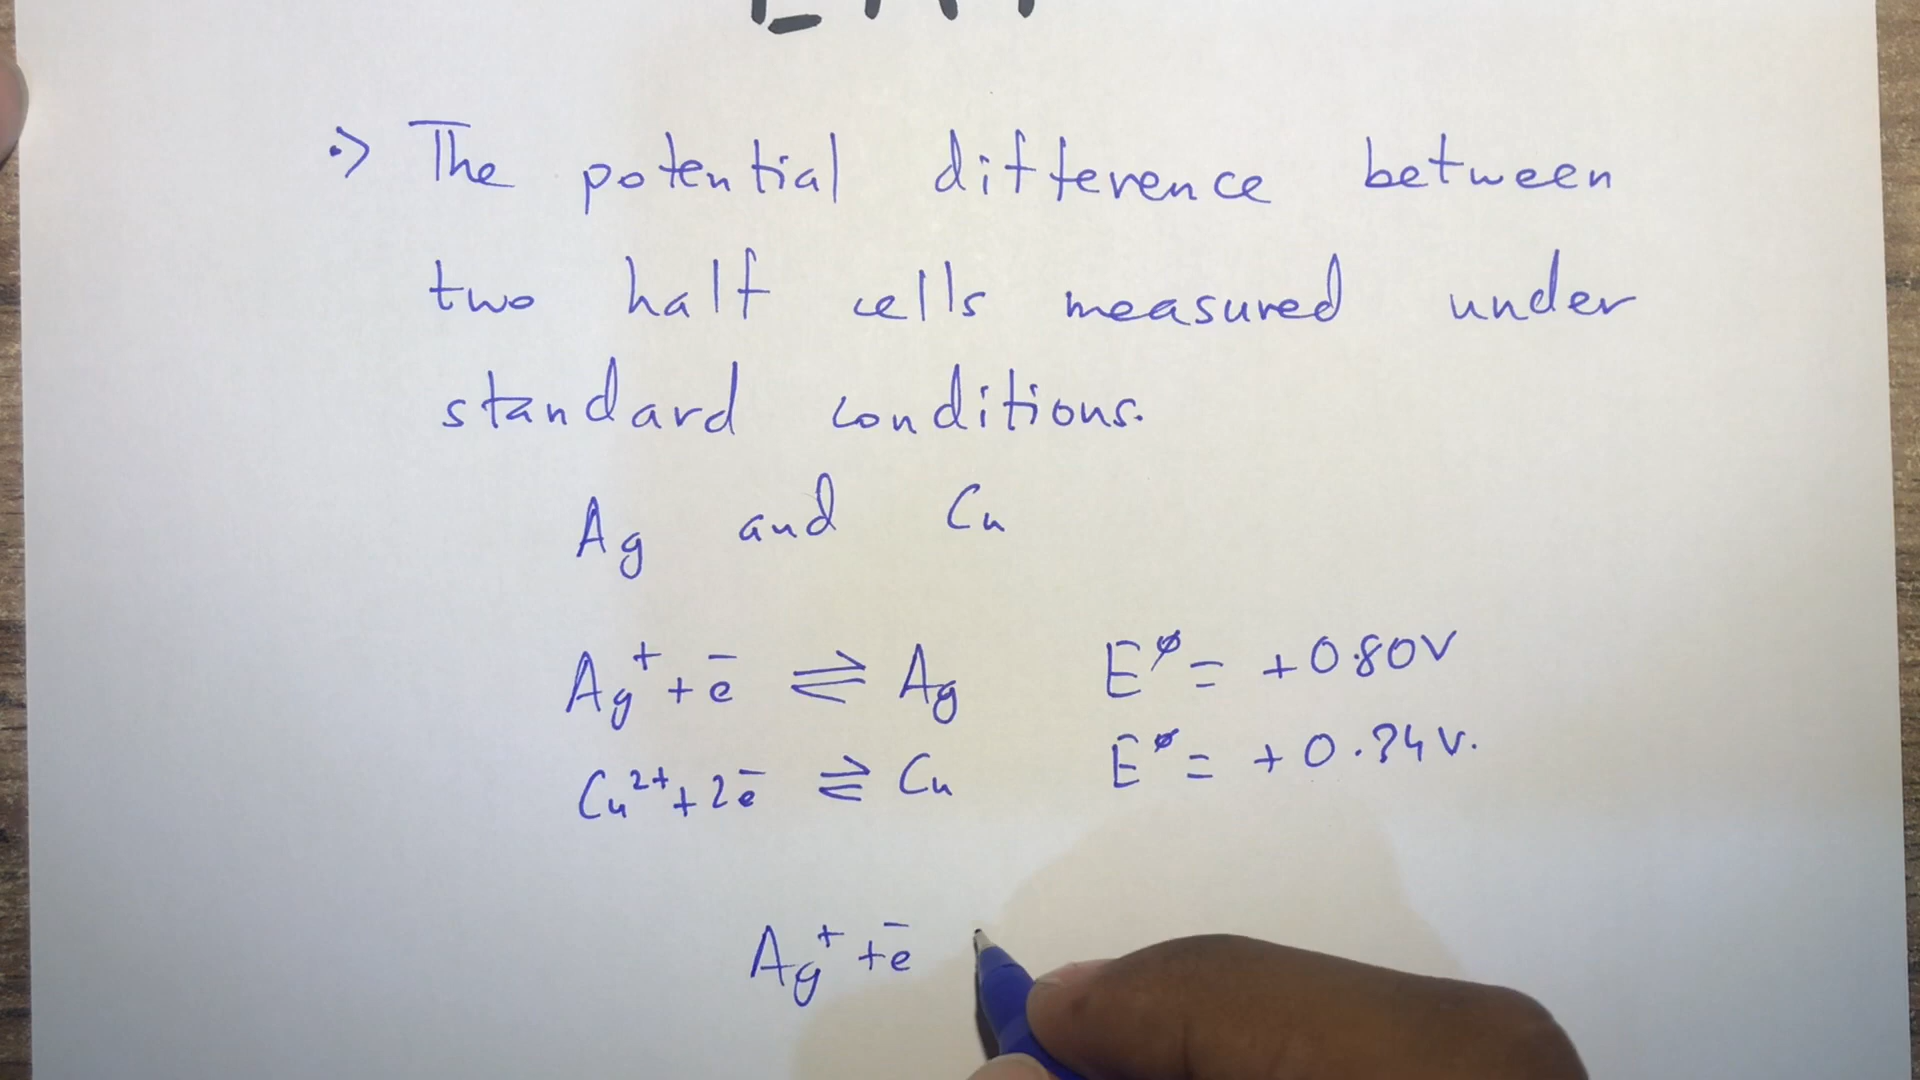 •> The potential difference between
two half cells measured under
standard conditions.
Ag and Cu
Ag⁺ + e⁻ ⇌ Ag E° = +0.80V
Cu²⁺ + 2e⁻ ⇌ Cu E° = +0.34V.
Ag⁺ + e⁻